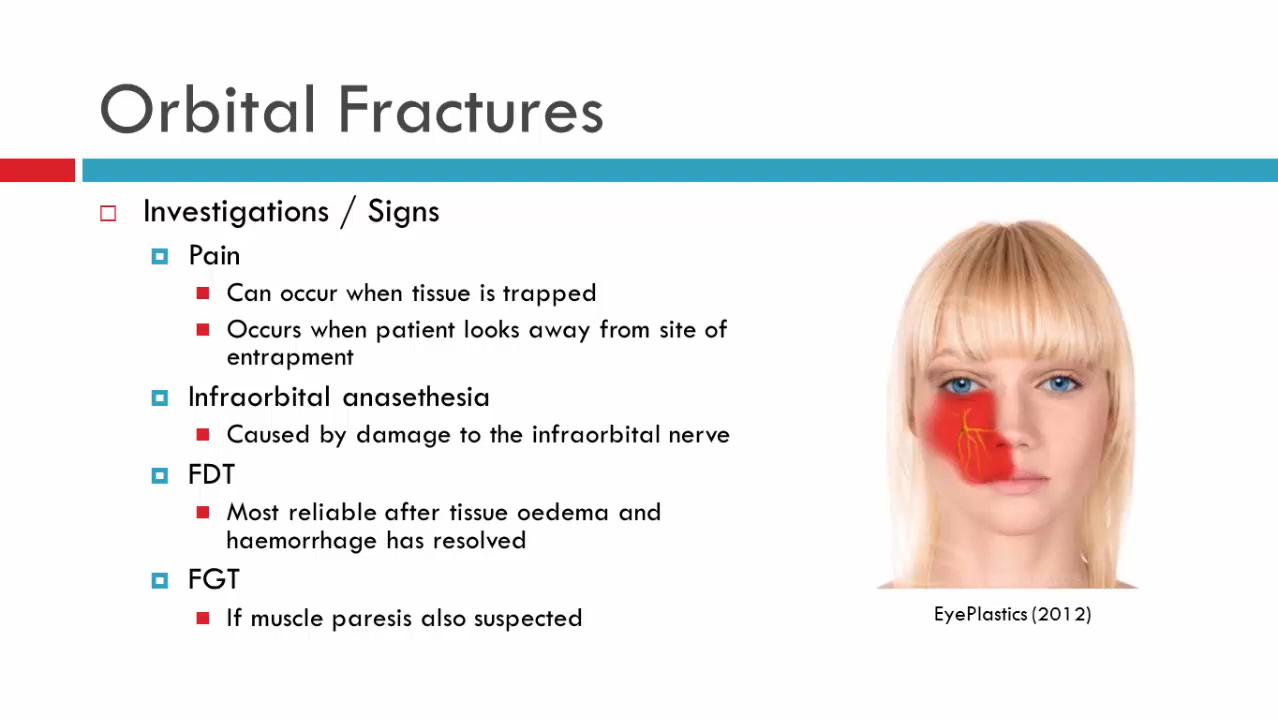 Orbital Fractures
Investigations / Signs
Pain
Can occur when tissue is trapped
Occurs when patient looks away from site of
entrapment
Infraorbital anasethesia
Caused by damage to the infraorbital nerve
FDT
Most reliable after tissue oedema and
haemorrhage has resolved
FGT
If muscle paresis also suspected
EyePlastics (2012)